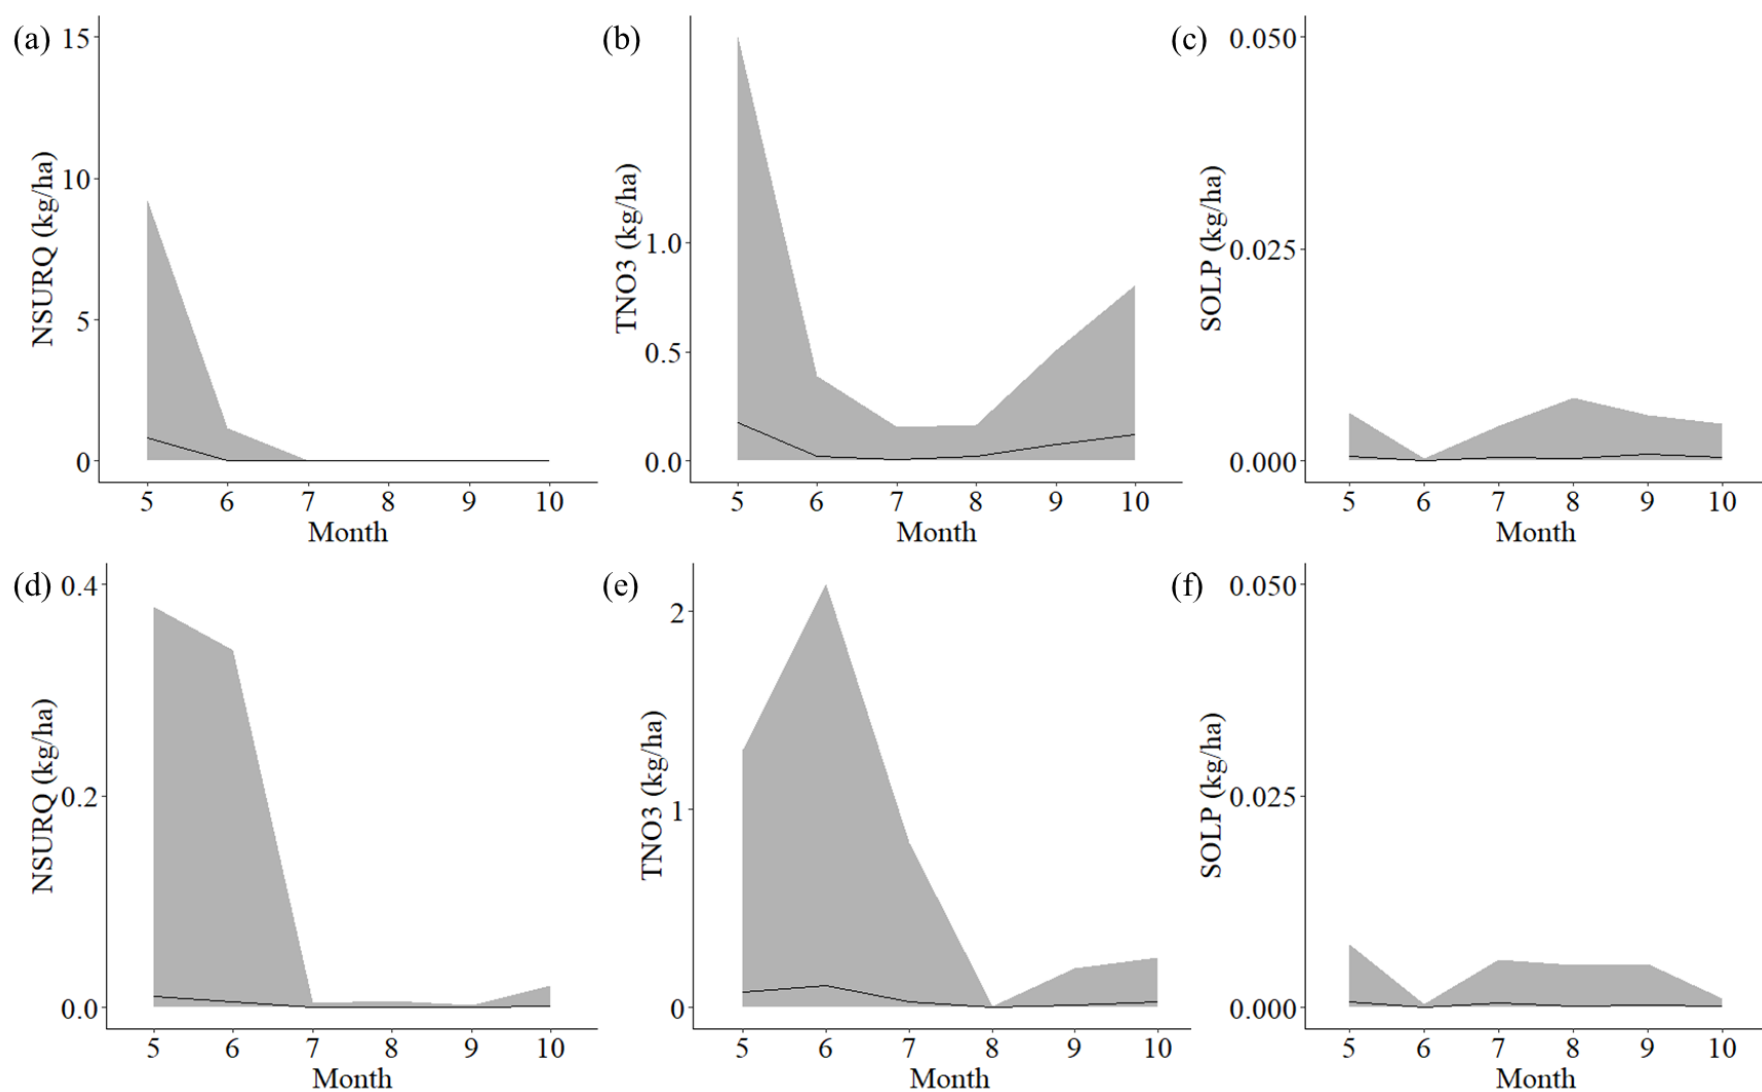 (a)
NSURQ (kg/ha)
15
10
5
0
5 6 7 8 9 10
Month
(b)
TNO3 (kg/ha)
1.0
0.5
0.0
5 6 7 8 9 10
Month
(c)
SOLP (kg/ha)
0.050
0.025
0.000
5 6 7 8 9 10
Month
(d)
NSURQ (kg/ha)
0.4
0.2
0.0
5 6 7 8 9 10
Month
(e)
TNO3 (kg/ha)
2
1
0
5 6 7 8 9 10
Month
(f)
SOLP (kg/ha)
0.050
0.025
0.000
5 6 7 8 9 10
Month